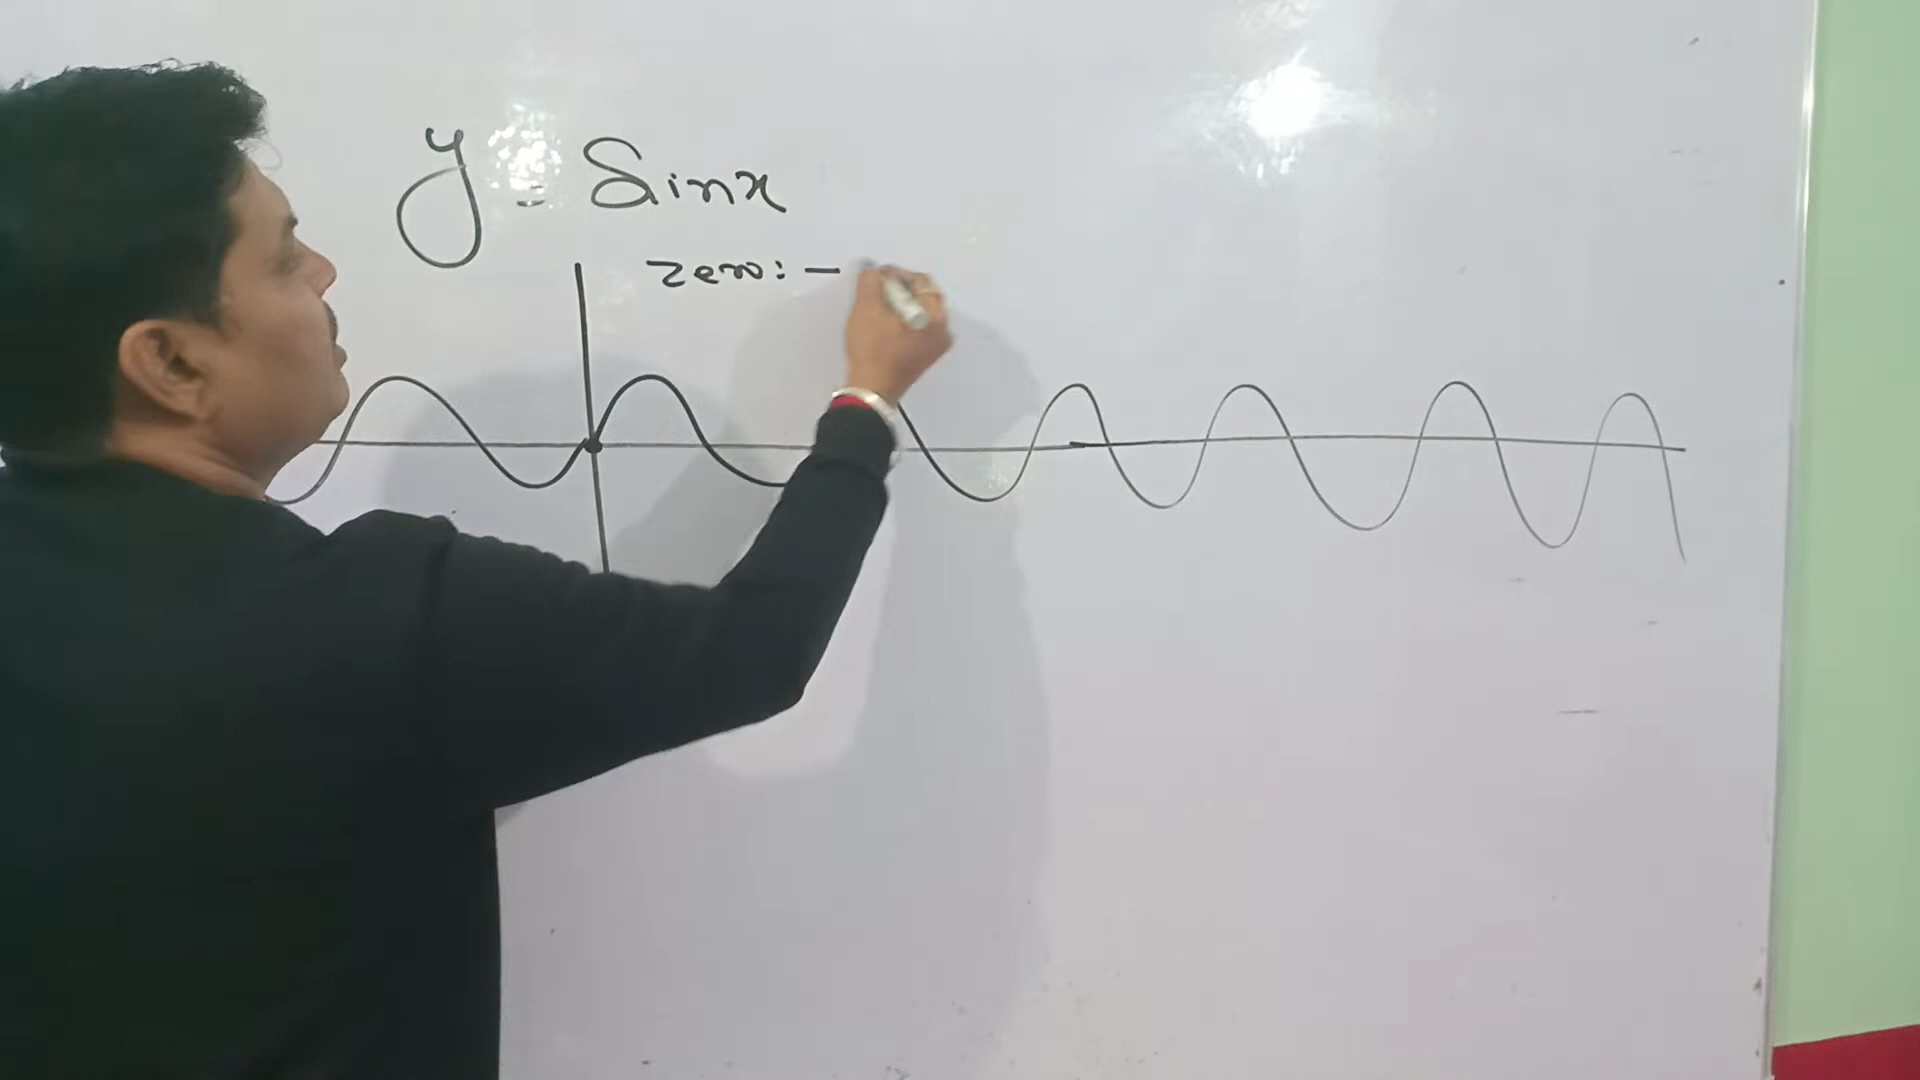 y = Sinx
zero: -